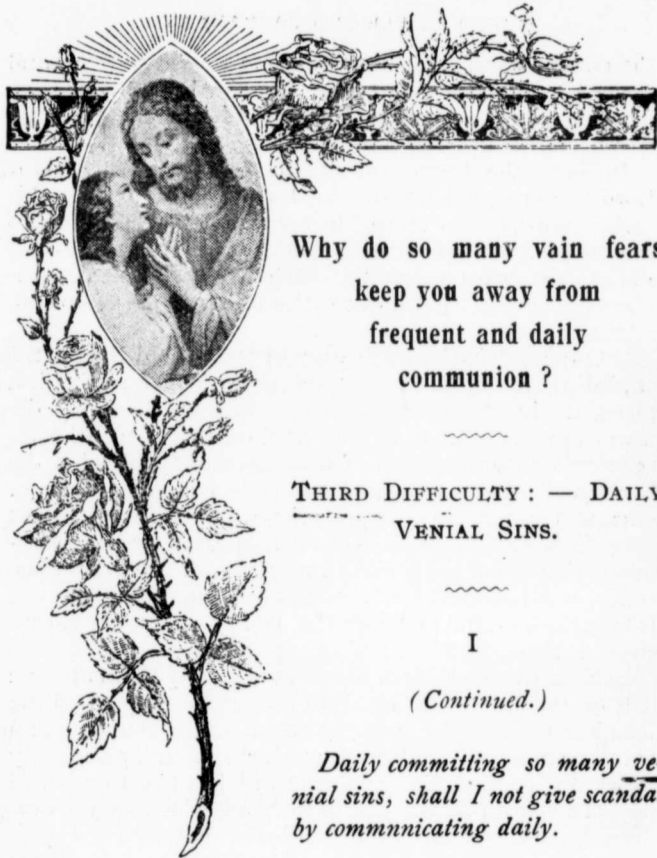 Why do so many vain fears
keep you away from
frequent and daily
communion ?
THIRD DIFFICULTY : — DAILY
VENIAL SINS.
I
(Continued.)
Daily committing so many ve-
nial sins, shall I not give scanda
by commnnicating daily.